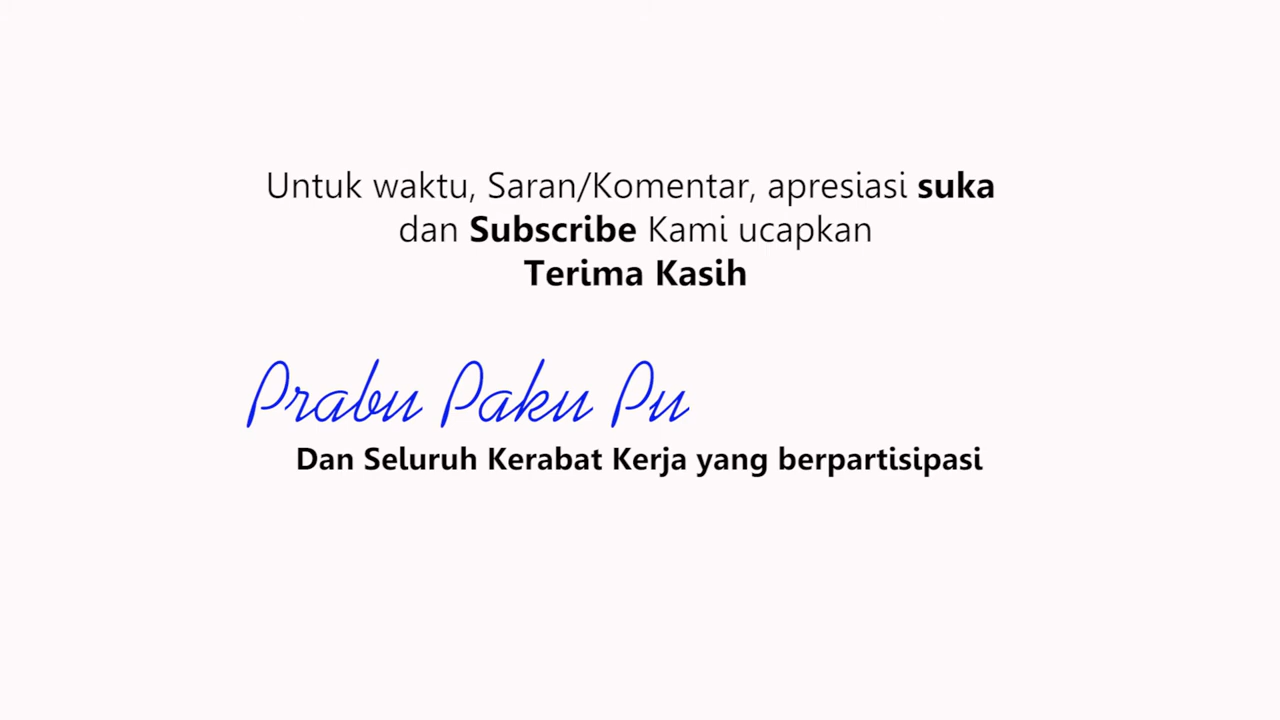 Untuk waktu, Saran/Komentar, apresiasi suka
dan Subscribe Kami ucapkan
Terima Kasih
Prabu Paku Pu
Dan Seluruh Kerabat Kerja yang berpartisipasi